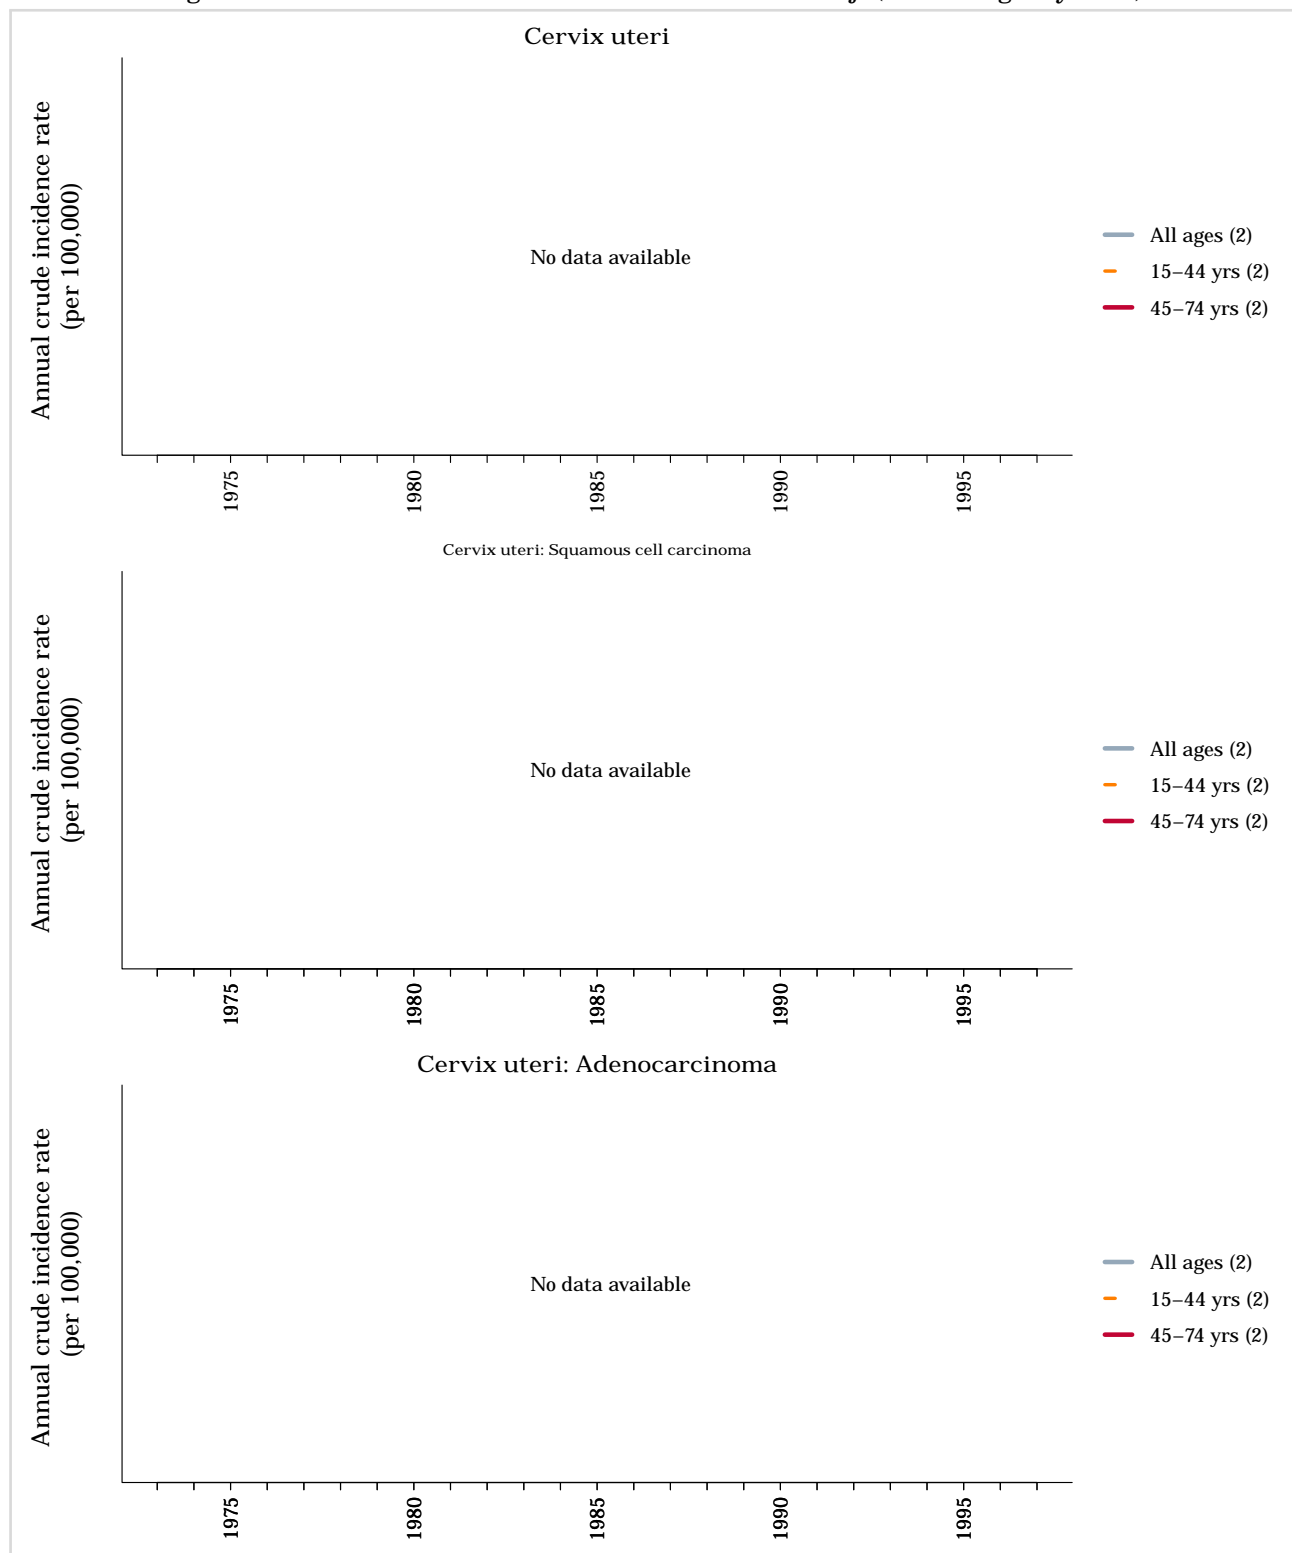 Cervix uteri
Annual crude incidence rate
(per 100,000)
No data available
All ages (2)
15–44 yrs (2)
45–74 yrs (2)
1975
1980
1985
1990
1995
Cervix uteri: Squamous cell carcinoma
Annual crude incidence rate
(per 100,000)
No data available
All ages (2)
15–44 yrs (2)
45–74 yrs (2)
1975
1980
1985
1990
1995
Cervix uteri: Adenocarcinoma
Annual crude incidence rate
(per 100,000)
No data available
All ages (2)
15–44 yrs (2)
45–74 yrs (2)
1975
1980
1985
1990
1995